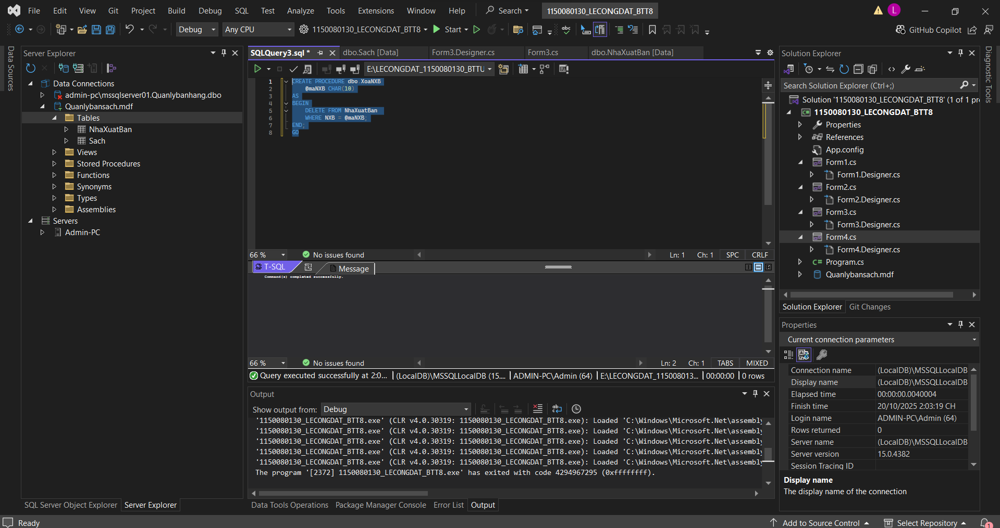 File Edit View Git Project Build Debug SQL Test Analyze Tools Extensions Window Help Search 1150080130_LECONGDAT_BTT8 L
Debug Any CPU 1150080130_LECONGDAT_BTT8 Start GitHub Copilot
Data Sources
Server Explorer
Data Connections
admin-pc\mssqlserver01.Quanlybanhang.dbo
Quanlybansach.mdf
Tables
NhaXuatBan
Sach
Views
Stored Procedures
Functions
Synonyms
Types
Assemblies
Servers
Admin-PC
SQL Server Object Explorer Server Explorer
SQLQuery3.sql * dbo.Sach [Data] Form3.Designer.cs Form3.cs dbo.NhaXuatBan [Data]
E:\LECONGDAT_1150080130_BTTU
1 CREATE PROCEDURE dbo.XoaNXB
2 @maNXB CHAR(10)
3 AS
4 BEGIN
5 DELETE FROM NhaXuatBan
6 WHERE NXB = @maNXB;
7 END;
8 GO
66 % No issues found Ln: 1 Ch: 1 SPC CRLF
T-SQL Message
Command(s) completed successfully.
66 % No issues found Ln: 2 Ch: 1 TABS MIXED
Query executed successfully at 2:0... (LocalDB)\MSSQLLocalDB (15.... ADMIN-PC\Admin (64) E:\LECONGDAT_115008013... 00:00:00 0 rows
Output
Show output from: Debug
'1150080130_LECONGDAT_BTT8.exe' (CLR v4.0.30319: 1150080130_LECONGDAT_BTT8.exe): Loaded 'C:\Windows\Microsoft.Net\assembly
'1150080130_LECONGDAT_BTT8.exe' (CLR v4.0.30319: 1150080130_LECONGDAT_BTT8.exe): Loaded 'C:\Windows\Microsoft.Net\assembly
'1150080130_LECONGDAT_BTT8.exe' (CLR v4.0.30319: 1150080130_LECONGDAT_BTT8.exe): Loaded 'C:\Windows\Microsoft.Net\assembly
'1150080130_LECONGDAT_BTT8.exe' (CLR v4.0.30319: 1150080130_LECONGDAT_BTT8.exe): Loaded 'C:\Windows\Microsoft.Net\assembly
'1150080130_LECONGDAT_BTT8.exe' (CLR v4.0.30319: 1150080130_LECONGDAT_BTT8.exe): Loaded 'C:\Windows\Microsoft.Net\assembly
The program '[2372] 1150080130_LECONGDAT_BTT8.exe' has exited with code 4294967295 (0xffffffff).
Data Tools Operations Package Manager Console Error List Output
Solution Explorer
Search Solution Explorer (Ctrl+;)
Solution '1150080130_LECONGDAT_BTT8' (1 of 1 pr
1150080130_LECONGDAT_BTT8
Properties
References
App.config
Form1.cs
Form1.Designer.cs
Form2.cs
Form2.Designer.cs
Form3.cs
Form3.Designer.cs
Form4.cs
Form4.Designer.cs
C# Program.cs
Quanlybansach.mdf
Solution Explorer Git Changes
Properties
Current connection parameters
Connection name (LocalDB)\MSSQLLocalDB
Display name (LocalDB)\MSSQLLocalDB
Elapsed time 00:00:00.0040004
Finish time 20/10/2025 2:03:19 CH
Login name ADMIN-PC\Admin (64)
Rows returned 0
Server name (LocalDB)\MSSQLLocalDB
Server version 15.0.4382
Session Tracing ID
Display name
The display name of the connection
Diagnostic Tools
Ready Add to Source Control Select Repository 1